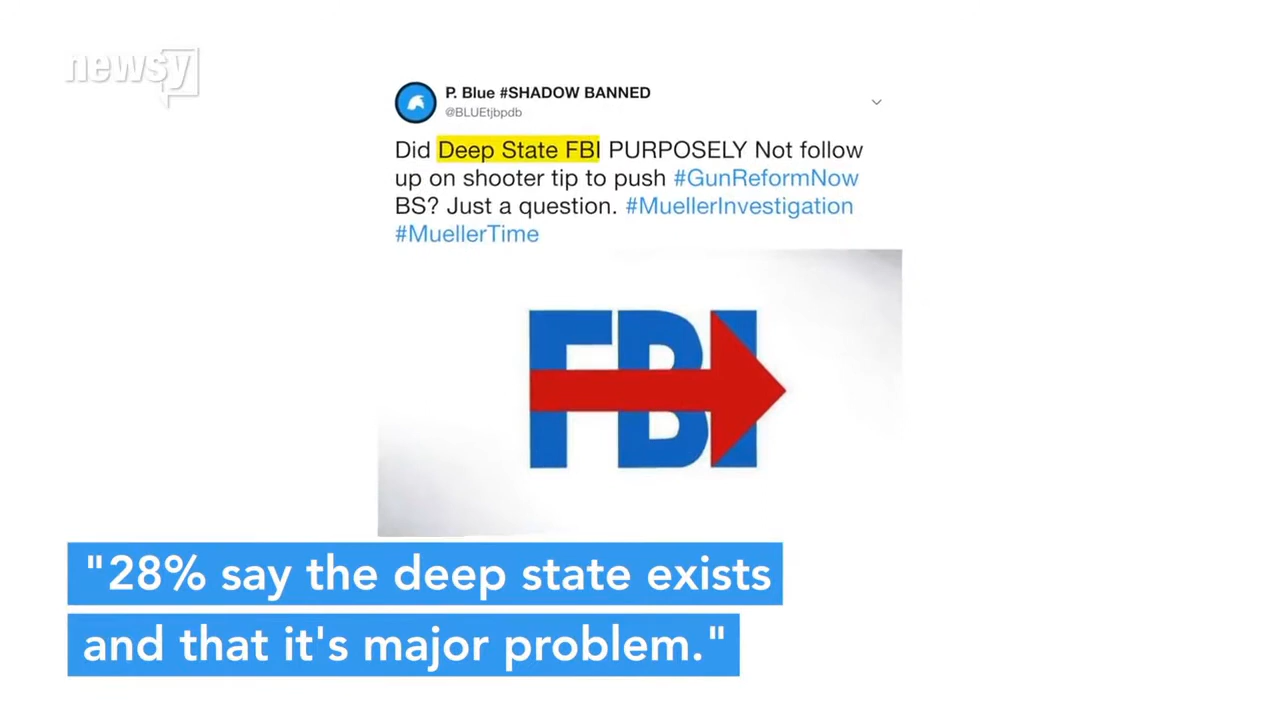 newsy
P. Blue #SHADOW BANNED
@BLUEtjbpdb
Did Deep State FBI PURPOSELY Not follow
up on shooter tip to push #GunReformNow
BS? Just a question. #MuellerInvestigation
#MuellerTime
FBI
"28% say the deep state exists
and that it's major problem."